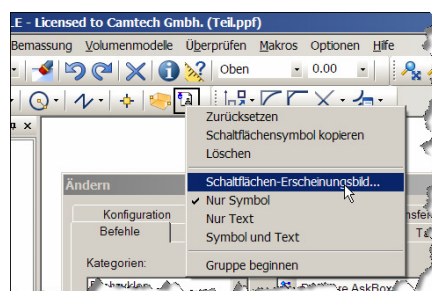 .E - Licensed to Camtech Gmbh. (Teil.ppf)
Bemassung Volumenmodelle Überprüfen Makros Optionen Hilfe
Oben 0.00
Zurücksetzen
Schaltflächensymbol kopieren
Löschen
Schaltflächen-Erscheinungsbild...
Nur Symbol
Nur Text
Symbol und Text
Gruppe beginnen
Ändern
Konfiguration
Befehle
Kategorien:
AskBox